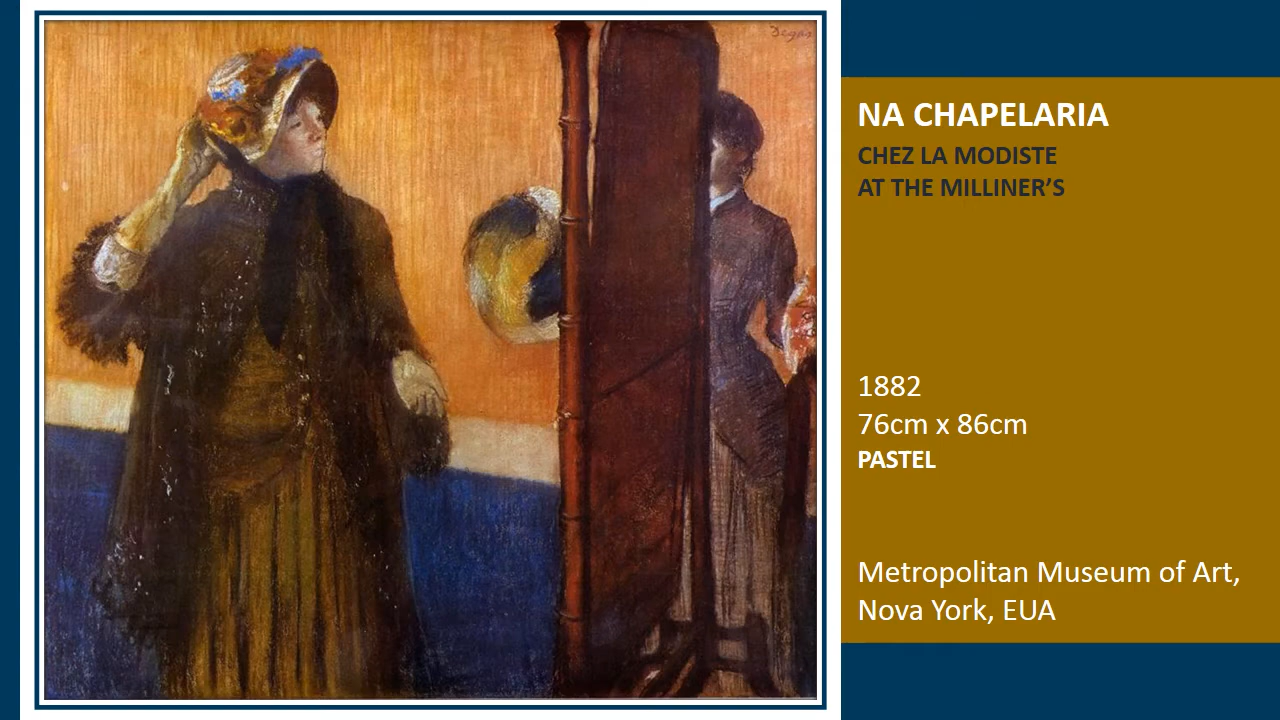 Degas
NA CHAPELARIA
CHEZ LA MODISTE
AT THE MILLINER'S
1882
76cm x 86cm
PASTEL
Metropolitan Museum of Art,
Nova York, EUA